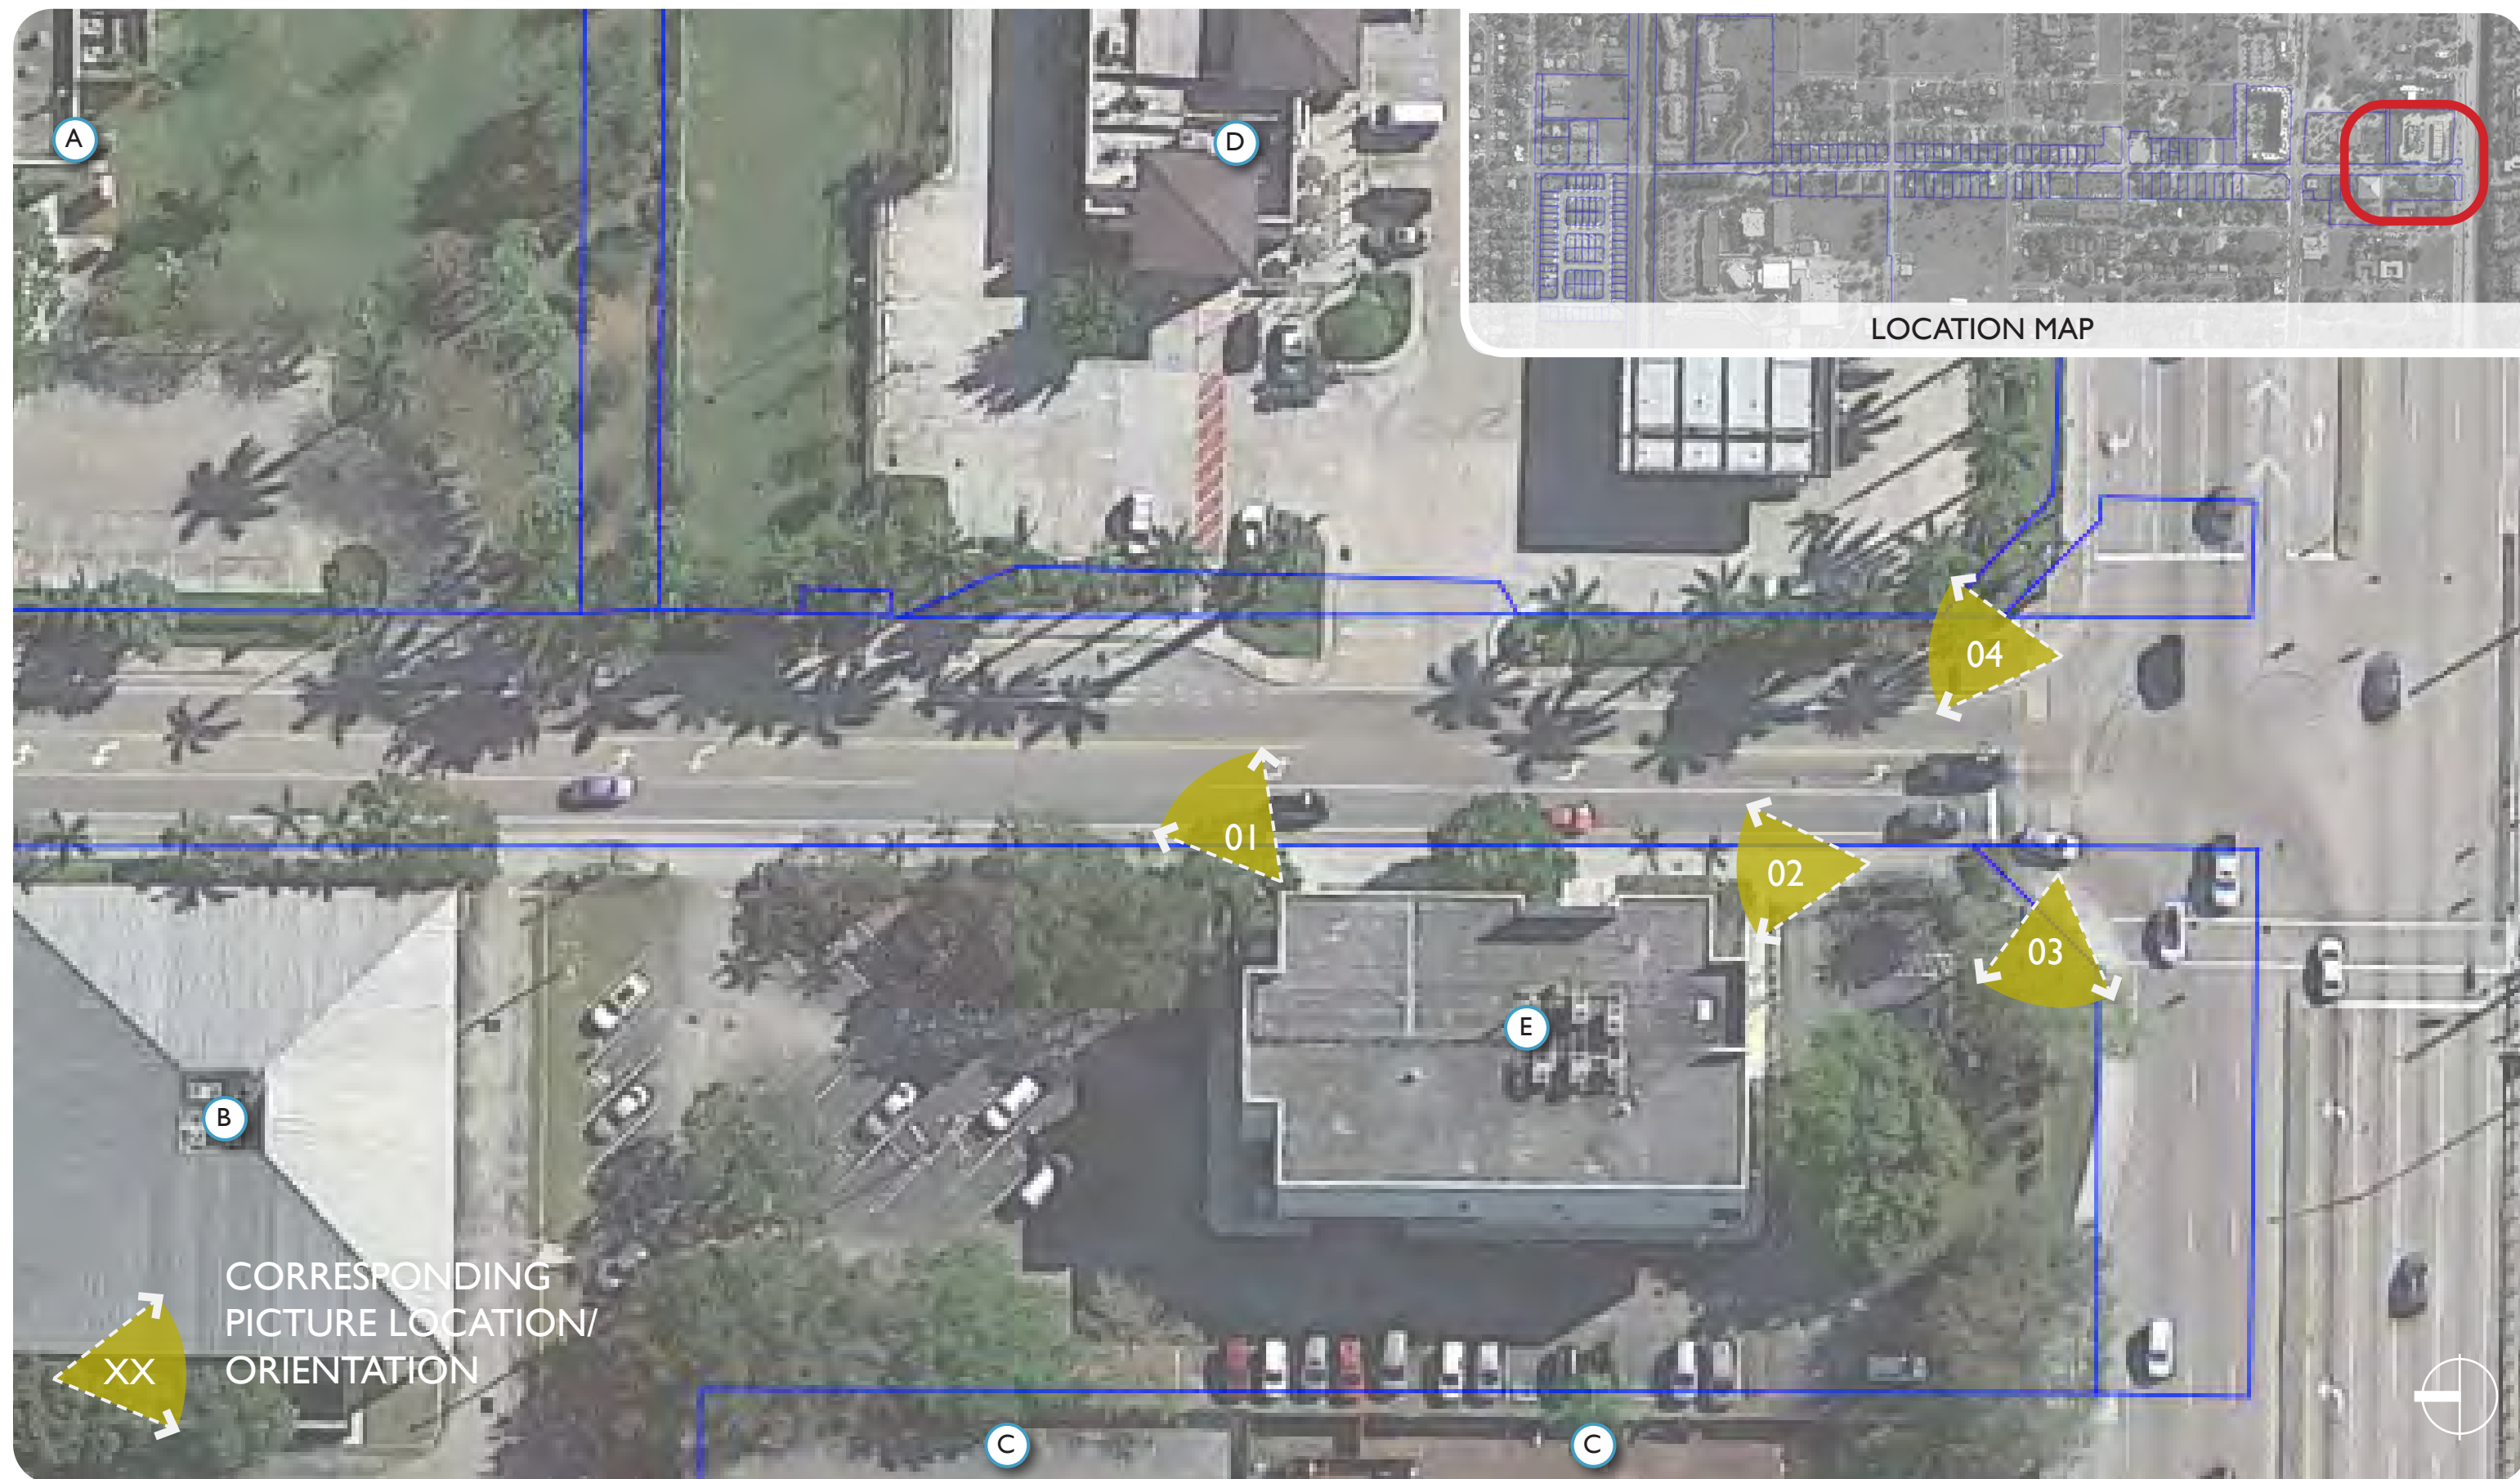 A
D
LOCATION MAP
04
01
02
03
E
B
CORRESPONDING
PICTURE LOCATION/
ORIENTATION
XX
C
C